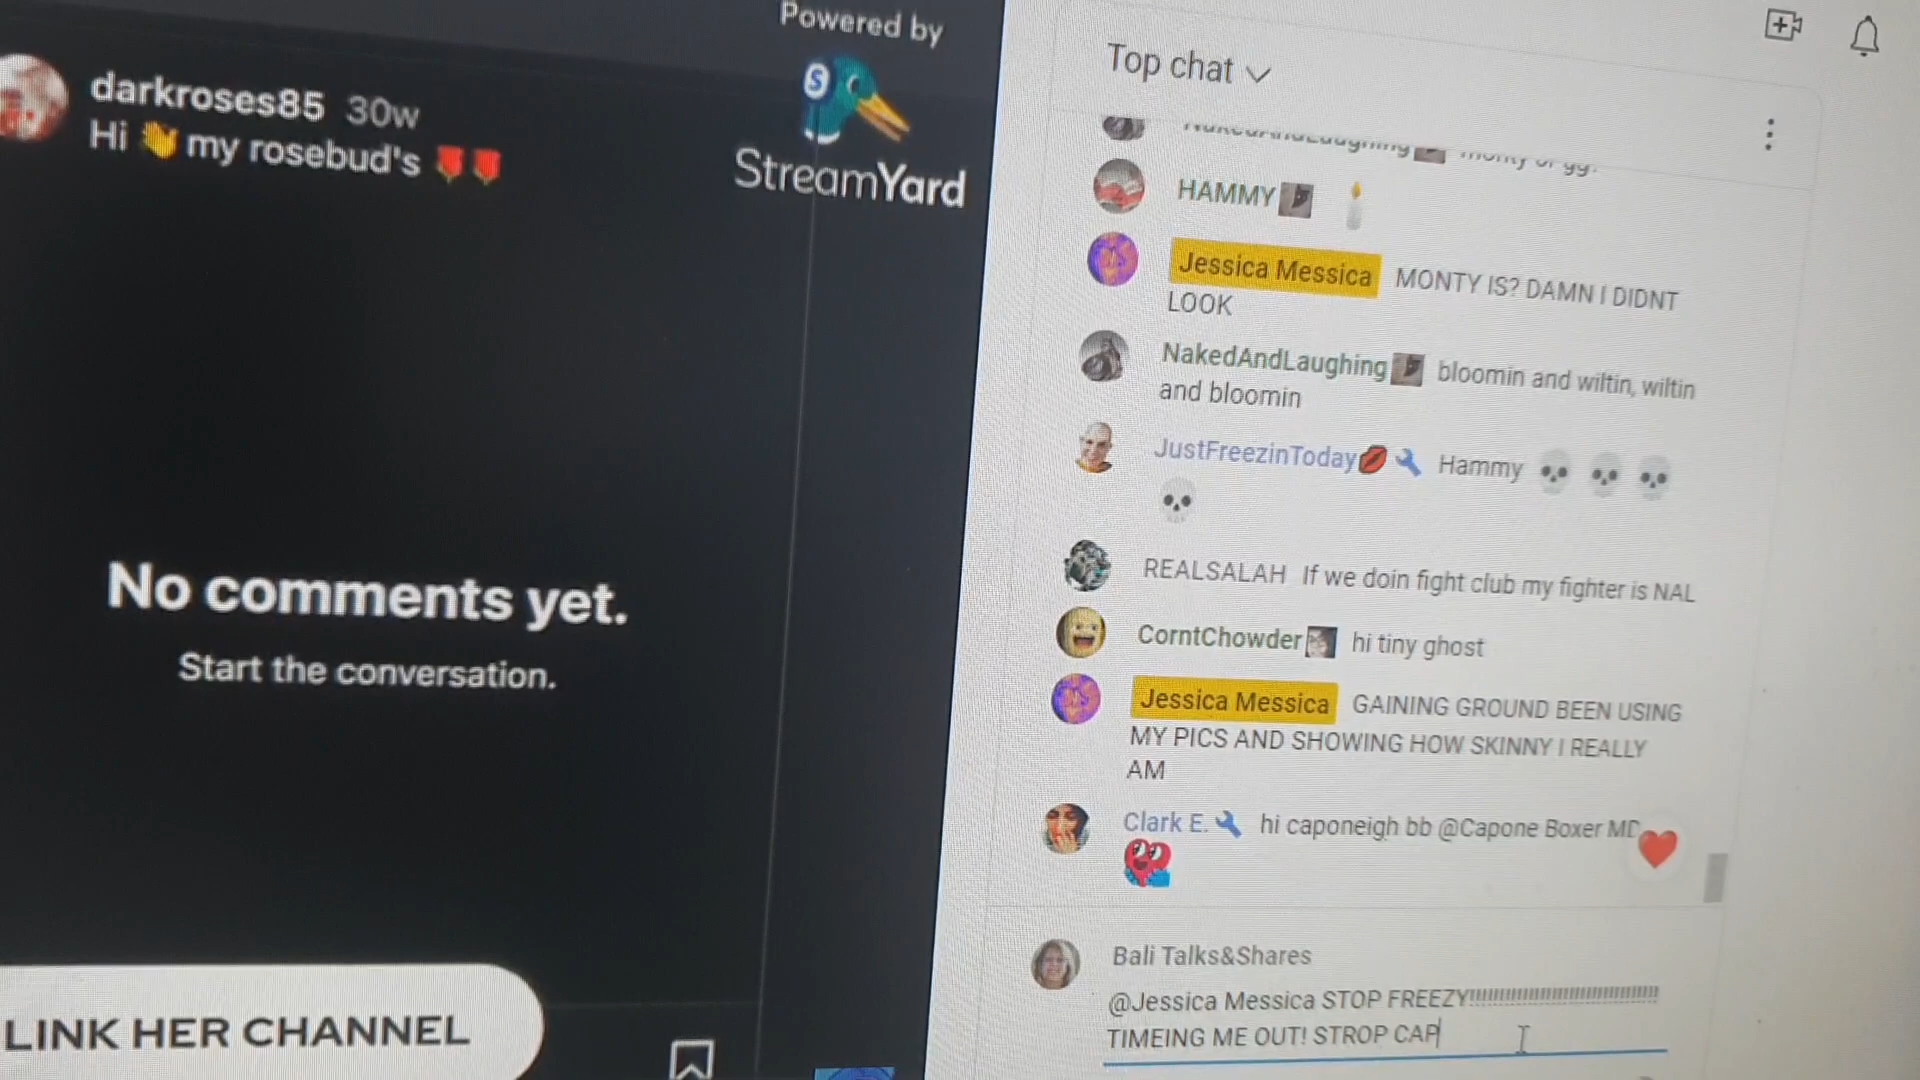 Powered by
StreamYard
darkroses85 30w
Hi 👋 my rosebud's 🌹🌹
No comments yet.
Start the conversation.
LINK HER CHANNEL
Top chat
NakedAndLaughing monty or gg.
HAMMY 🕯️
Jessica Messica MONTY IS? DAMN I DIDNT
LOOK
NakedAndLaughing bloomin and wiltin, wiltin
and bloomin
JustFreezinToday💋 Hammy 💀 💀 💀
💀
REALSALAH If we doin fight club my fighter is NAL
CorntChowder hi tiny ghost
Jessica Messica GAINING GROUND BEEN USING
MY PICS AND SHOWING HOW SKINNY I REALLY
AM
Clark E. hi caponeigh bb @Capone Boxer MD
Bali Talks&Shares
@Jessica Messica STOP FREEZY!!!!!!!!!!!!!!!!!!!!!!!!!!!!!!!!
TIMEING ME OUT! STROP CAP